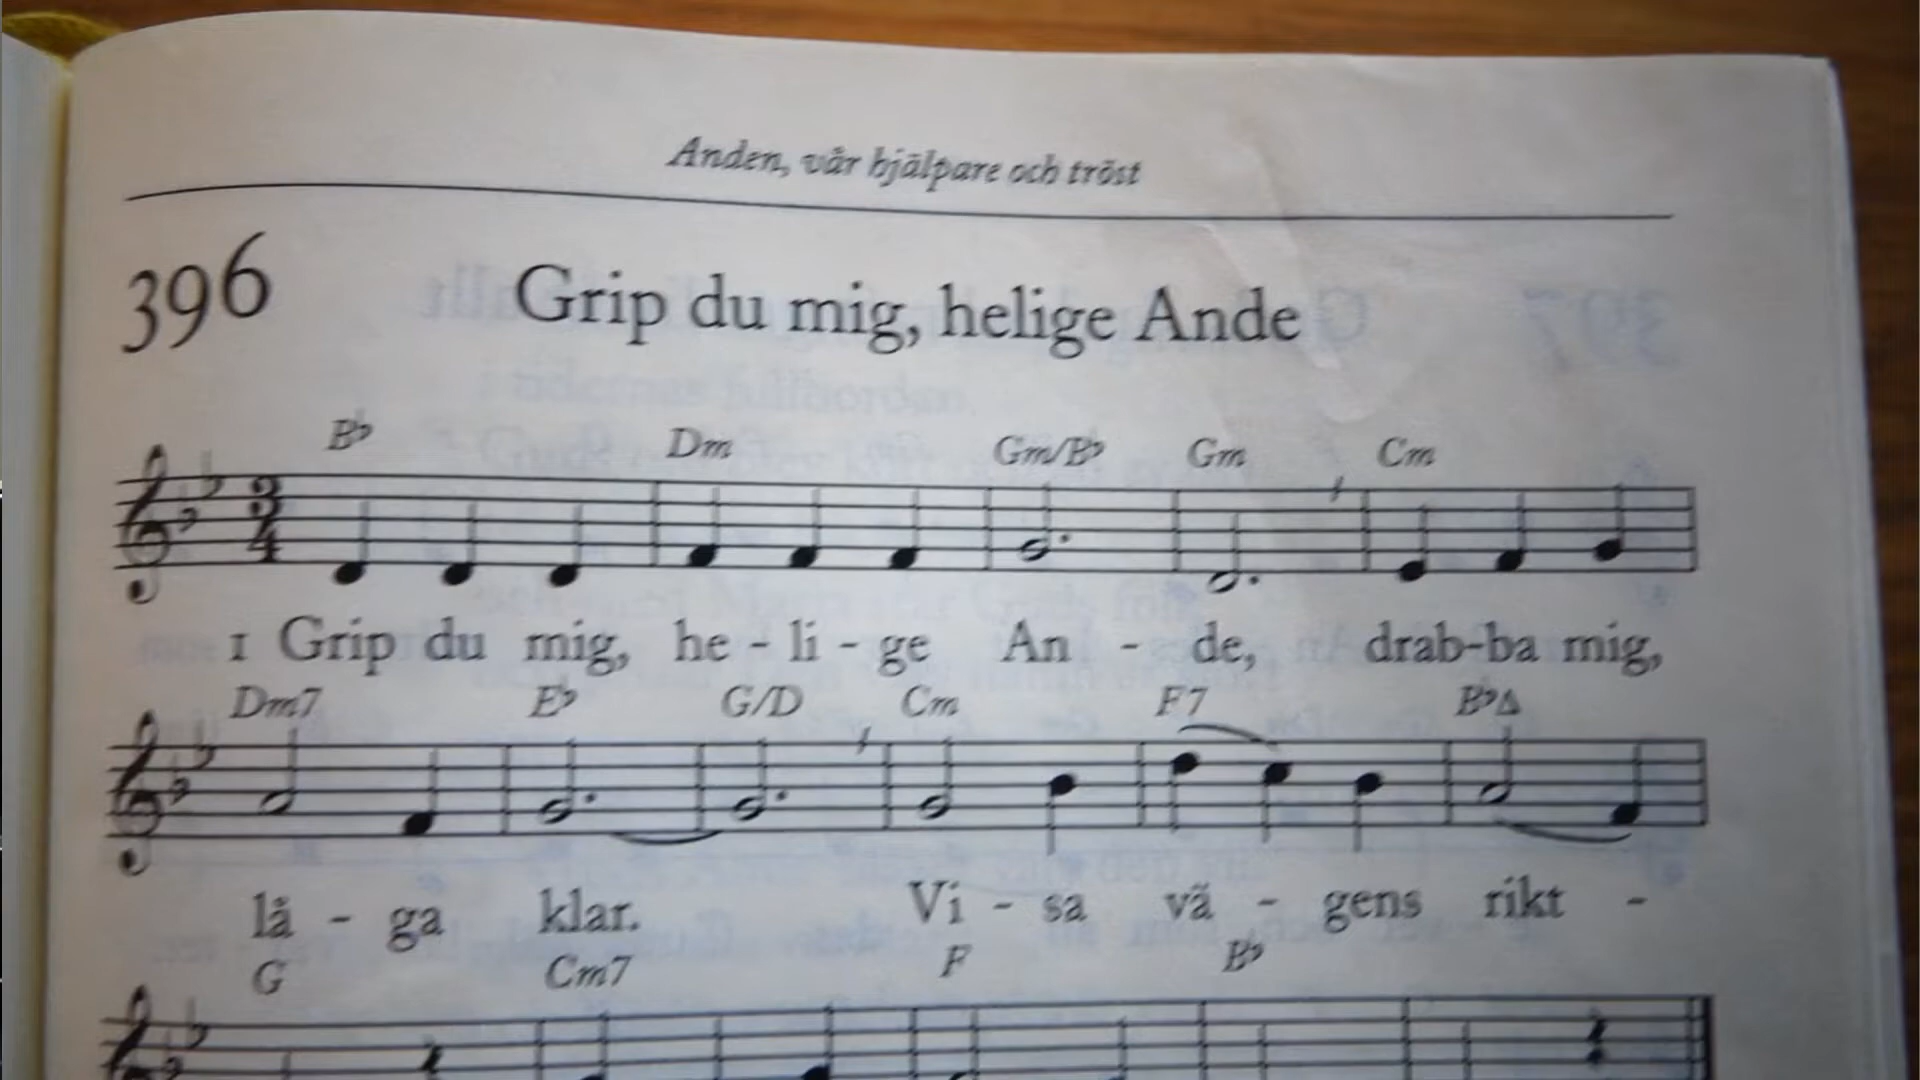 Anden, vår hjälpare och tröst
396 Grip du mig, helige Ande
B♭ Dm Gm/B♭ Gm Cm
3
4
1 Grip du mig, he - li - ge An - de, drab-ba mig,
Dm7 E♭ G/D Cm F7 B♭Δ
lå - ga klar. Vi - sa vä - gens rikt -
G Cm7 F B♭